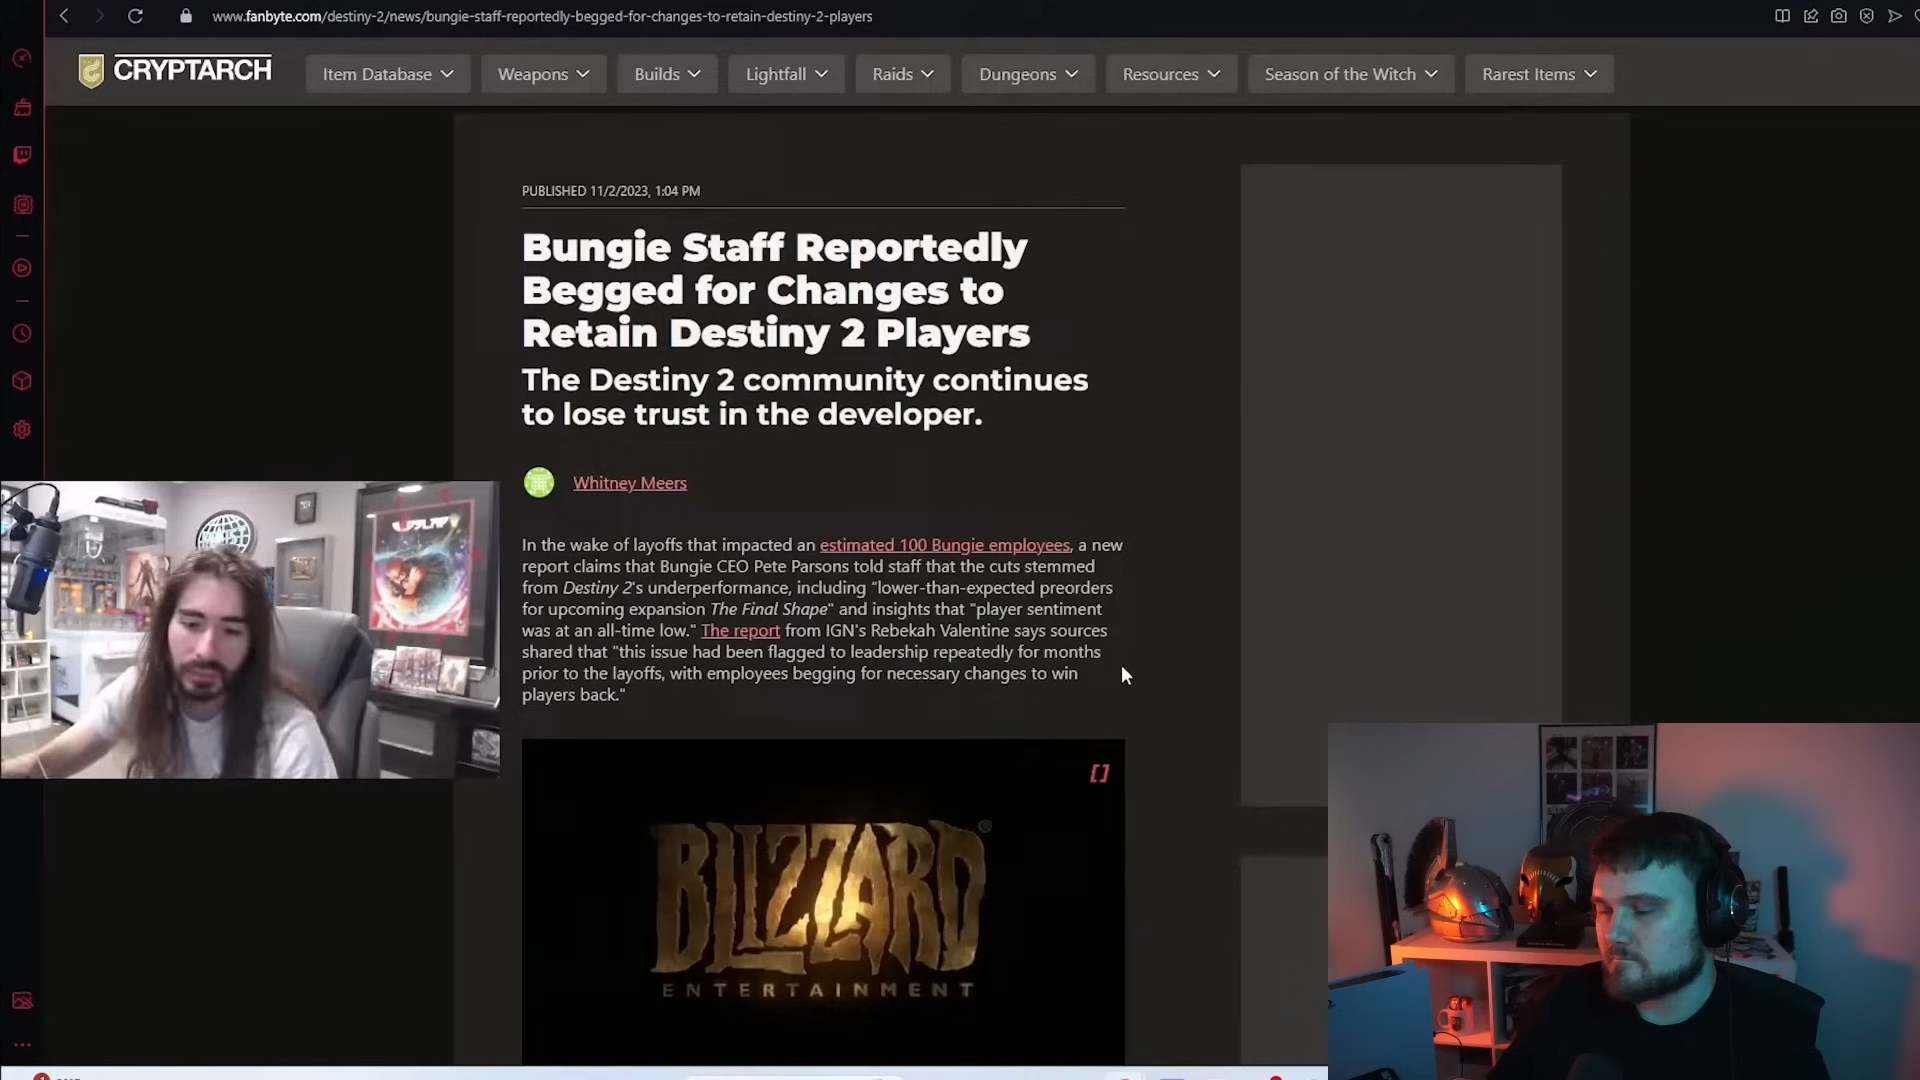 www.fanbyte.com/destiny-2/news/bungie-staff-reportedly-begged-for-changes-to-retain-destiny-2-players
CRYPTARCH
Item Database
Weapons
Builds
Lightfall
Raids
Dungeons
Resources
Season of the Witch
Rarest Items
PUBLISHED 11/2/2023, 1:04 PM
Bungie Staff Reportedly
Begged for Changes to
Retain Destiny 2 Players
The Destiny 2 community continues
to lose trust in the developer.
Whitney Meers
In the wake of layoffs that impacted an estimated 100 Bungie employees, a new
report claims that Bungie CEO Pete Parsons told staff that the cuts stemmed
from Destiny 2's underperformance, including “lower-than-expected preorders
for upcoming expansion The Final Shape" and insights that "player sentiment
was at an all-time low." The report from IGN's Rebekah Valentine says sources
shared that "this issue had been flagged to leadership repeatedly for months
prior to the layoffs, with employees begging for necessary changes to win
players back."
BLIZZARD®
ENTERTAINMENT